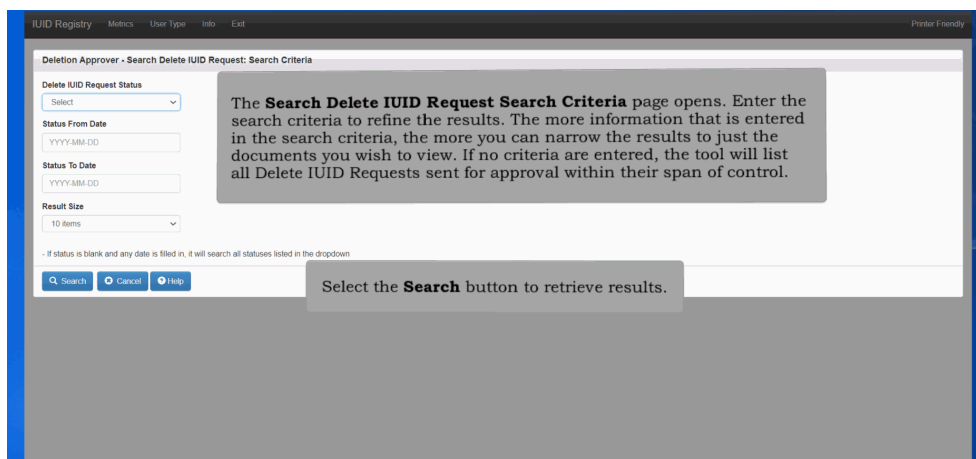 IUID Registry Metrics User Type Info Exit Printer Friendly
Deletion Approver - Search Delete IUID Request: Search Criteria
Delete IUID Request Status
Select
Status From Date
YYYY-MM-DD
Status To Date
YYYY-MM-DD
Result Size
10 items
The Search Delete IUID Request Search Criteria page opens. Enter the
search criteria to refine the results. The more information that is entered
in the search criteria, the more you can narrow the results to just the
documents you wish to view. If no criteria are entered, the tool will list
all Delete IUID Requests sent for approval within their span of control.
- If status is blank and any date is filled in, it will search all statuses listed in the dropdown
Search Cancel Help
Select the Search button to retrieve results.